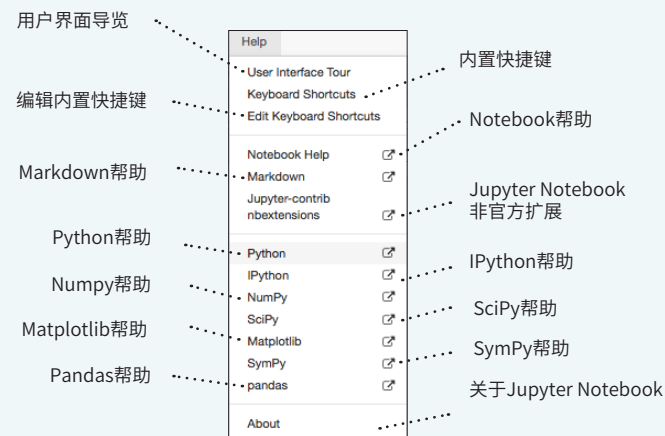 用户界面导览
编辑内置快捷键
Markdown帮助
Python帮助
Numpy帮助
Matplotlib帮助
Pandas帮助
Help
User Interface Tour
Keyboard Shortcuts
Edit Keyboard Shortcuts
Notebook Help
Markdown
Jupyter-contrib
nbextensions
Python
IPython
NumPy
SciPy
Matplotlib
SymPy
pandas
About
内置快捷键
Notebook帮助
Jupyter Notebook
非官方扩展
IPython帮助
SciPy帮助
SymPy帮助
关于Jupyter Notebook